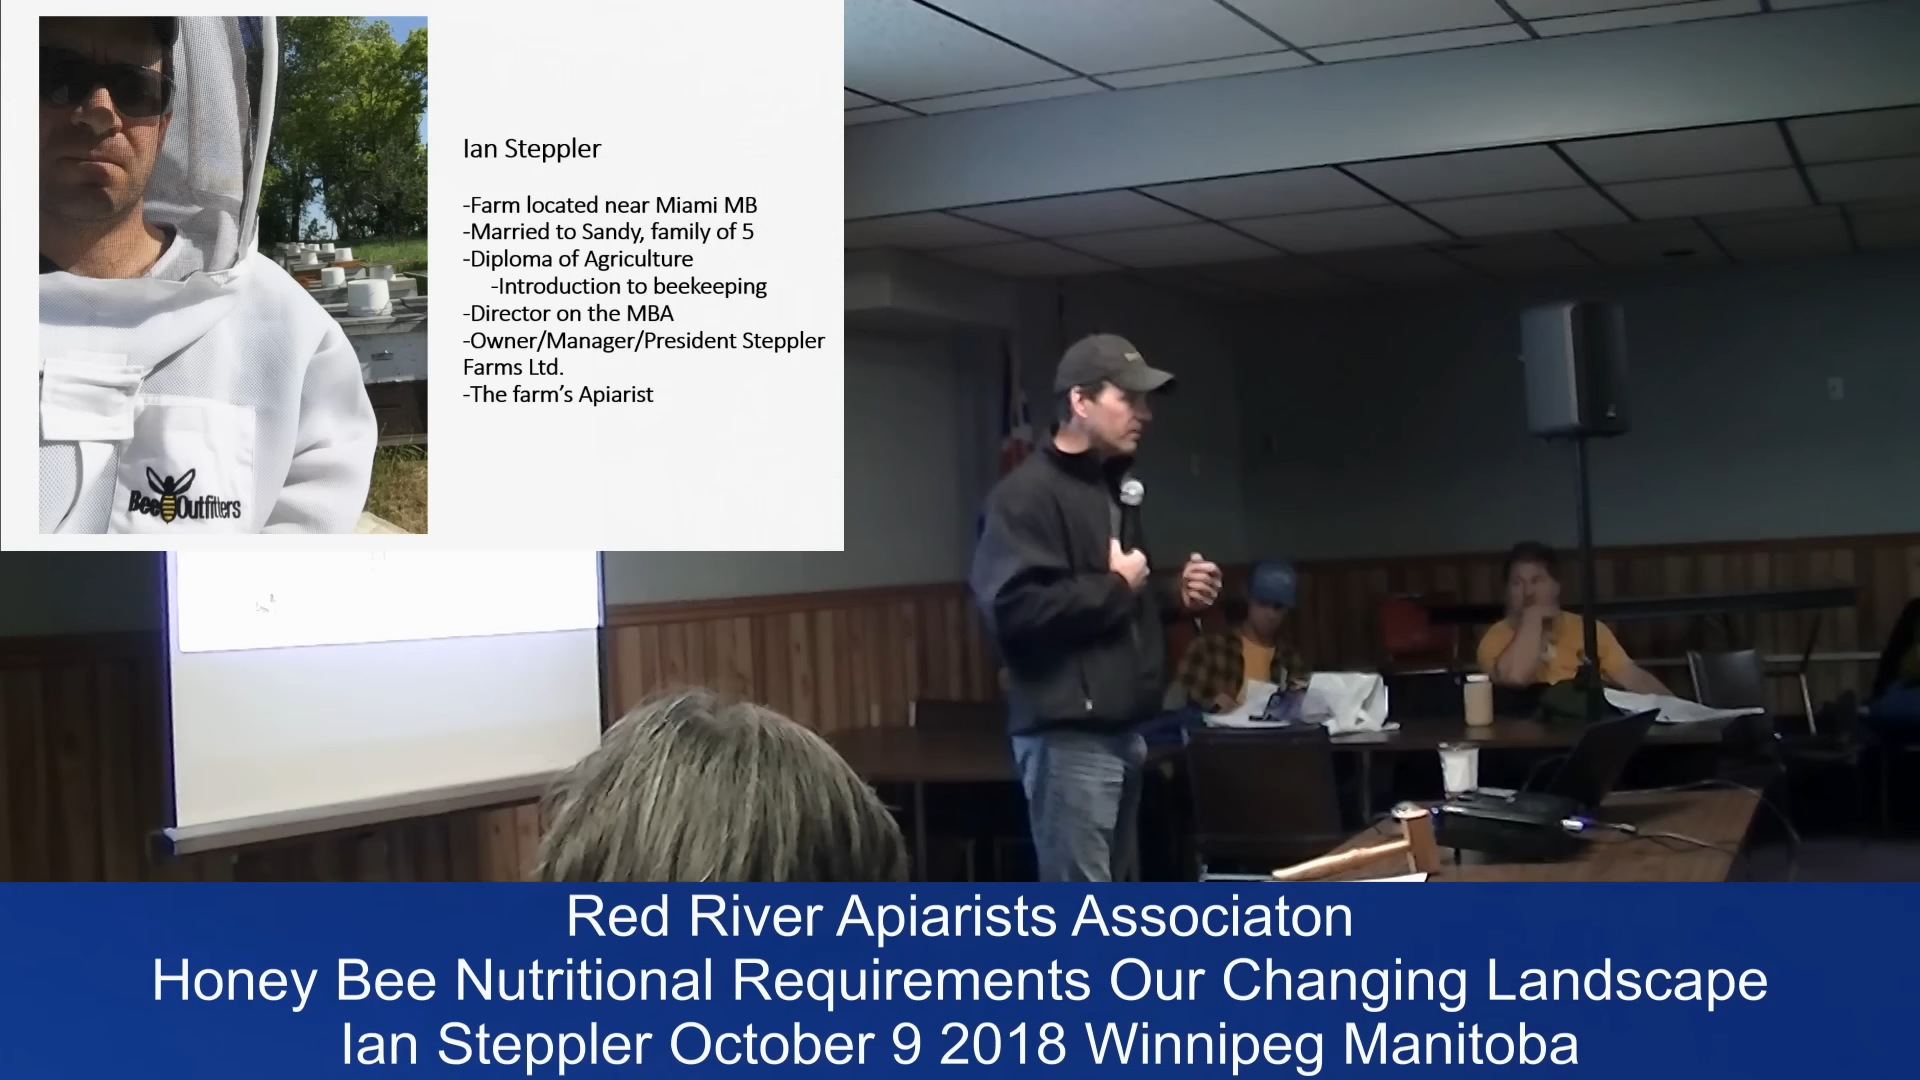 Ian Steppler
-Farm located near Miami MB
-Married to Sandy, family of 5
-Diploma of Agriculture
-Introduction to beekeeping
-Director on the MBA
-Owner/Manager/President Steppler
Farms Ltd.
-The farm's Apiarist
Bee Outfitters
Red River Apiarists Associaton
Honey Bee Nutritional Requirements Our Changing Landscape
Ian Steppler October 9 2018 Winnipeg Manitoba